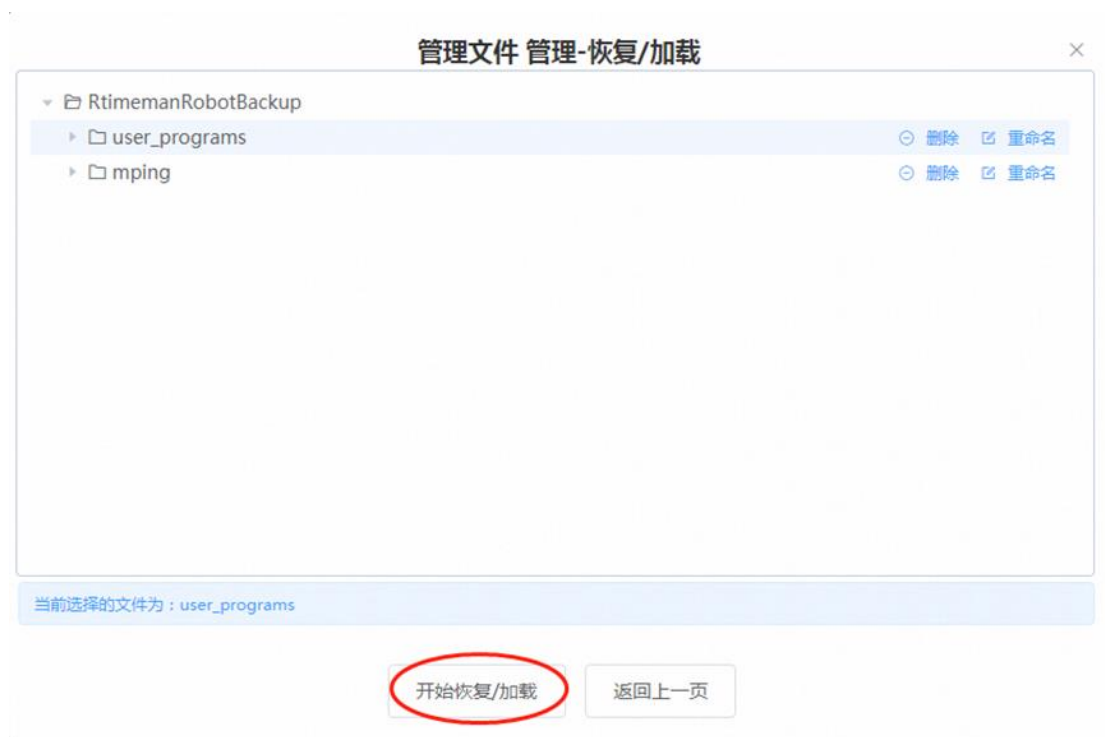 管理文件 管理-恢复/加载
RtimemanRobotBackup
user_programs 删除 重命名
mping 删除 重命名
当前选择的文件为：user_programs
开始恢复/加载 返回上一页